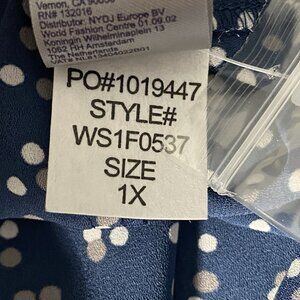 Vernon, CA 90058
RN# 132016
Distributor: NYDJ Europe BV
World Fashion Centre 01.09.02
Koningin Wilhelminaplein 13
1062 HH Amsterdam
The Netherlands
PO#1019447
STYLE#
WS1F0537
SIZE
1X